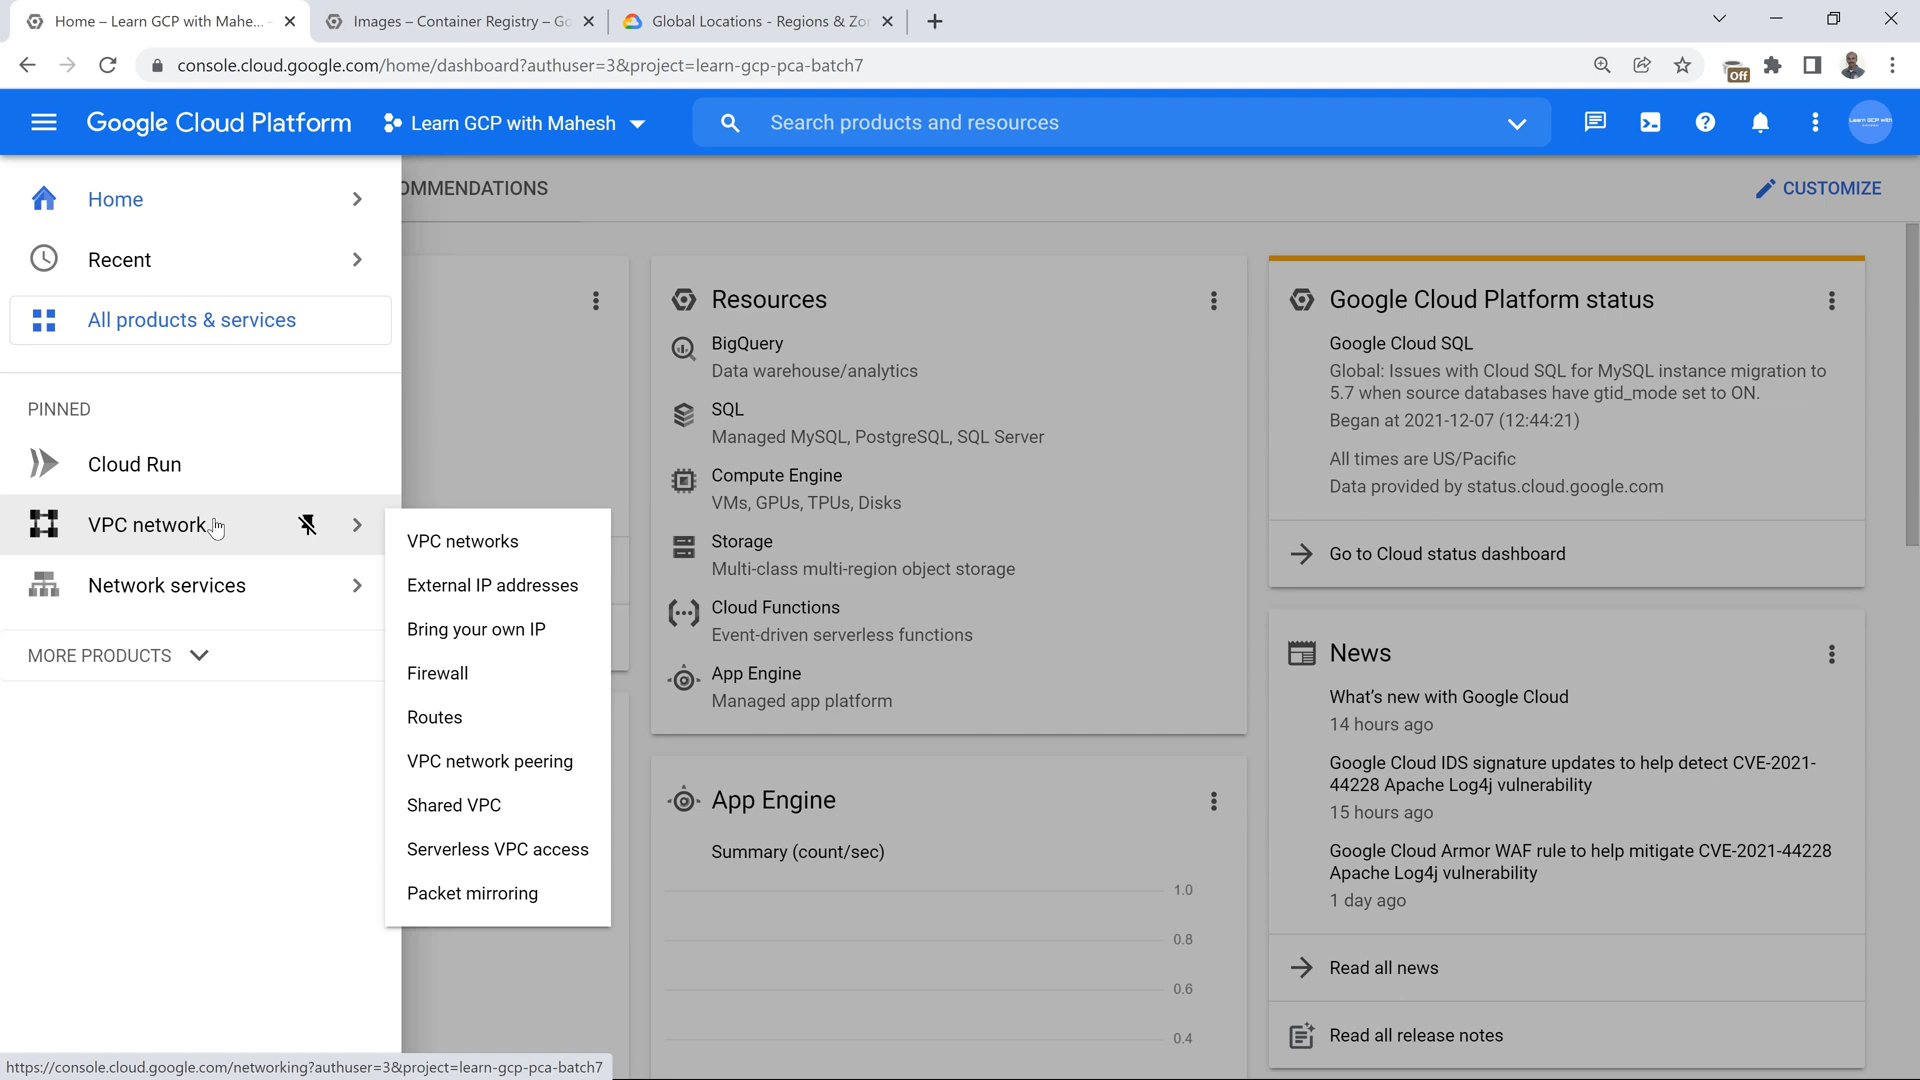 Home – Learn GCP with Mahe...
Images – Container Registry – Go
Global Locations - Regions & Zor
console.cloud.google.com/home/dashboard?authuser=3&project=learn-gcp-pca-batch7
Off
Google Cloud Platform
Learn GCP with Mahesh
Search products and resources
Home
Recent
All products & services
PINNED
Cloud Run
VPC network
Network services
MORE PRODUCTS
VPC networks
External IP addresses
Bring your own IP
Firewall
Routes
VPC network peering
Shared VPC
Serverless VPC access
Packet mirroring
OMMENDATIONS
CUSTOMIZE
Resources
BigQuery
Data warehouse/analytics
SQL
Managed MySQL, PostgreSQL, SQL Server
Compute Engine
VMs, GPUs, TPUs, Disks
Storage
Multi-class multi-region object storage
Cloud Functions
Event-driven serverless functions
App Engine
Managed app platform
App Engine
Summary (count/sec)
1.0
0.8
0.6
0.4
Google Cloud Platform status
Google Cloud SQL
Global: Issues with Cloud SQL for MySQL instance migration to
5.7 when source databases have gtid_mode set to ON.
Began at 2021-12-07 (12:44:21)
All times are US/Pacific
Data provided by status.cloud.google.com
Go to Cloud status dashboard
News
What's new with Google Cloud
14 hours ago
Google Cloud IDS signature updates to help detect CVE-2021-
44228 Apache Log4j vulnerability
15 hours ago
Google Cloud Armor WAF rule to help mitigate CVE-2021-44228
Apache Log4j vulnerability
1 day ago
Read all news
Read all release notes
https://console.cloud.google.com/networking?authuser=3&project=learn-gcp-pca-batch7